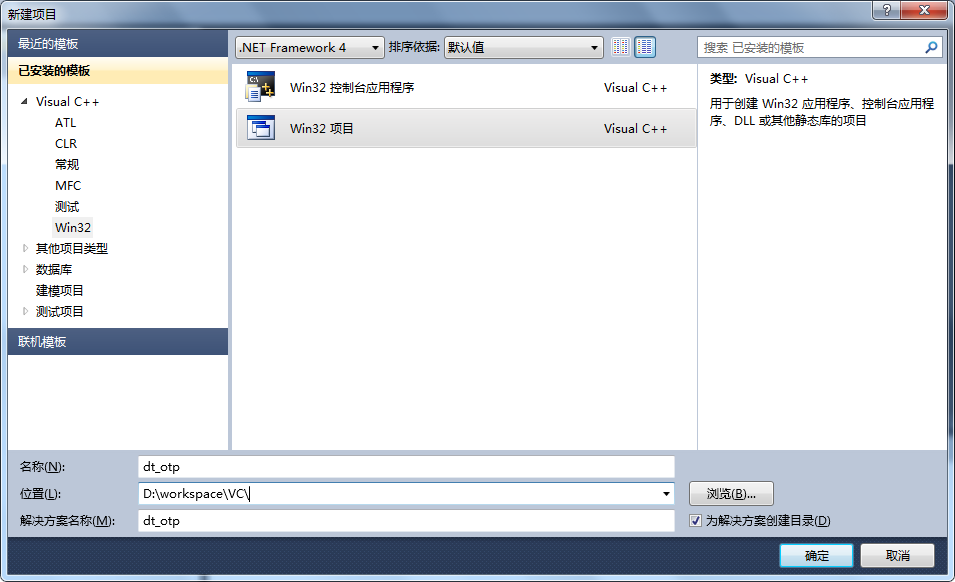 新建项目
最近的模板
已安装的模板
Visual C++
ATL
CLR
常规
MFC
测试
Win32
其他项目类型
数据库
建模项目
测试项目
联机模板
.NET Framework 4 排序依据: 默认值
Win32 控制台应用程序 Visual C++
Win32 项目 Visual C++
搜索 已安装的模板
类型: Visual C++
用于创建 Win32 应用程序、控制台应用程
序、DLL 或其他静态库的项目
名称(N): dt_otp
位置(L): D:\workspace\VC\ 浏览(B)...
解决方案名称(M): dt_otp 为解决方案创建目录(D)
确定 取消